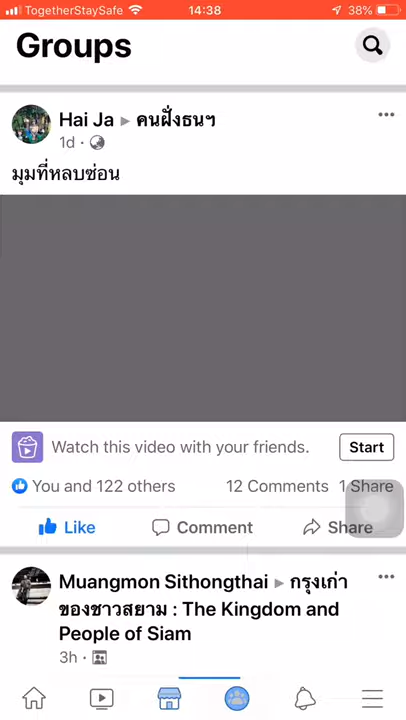 TogetherStaySafe 14:38 38%
Groups
Hai Ja ▸ คนฝั่งธนฯ
1d ·
มุมที่หลบซ่อน
Watch this video with your friends. Start
You and 122 others 12 Comments 1 Share
Like Comment Share
Muangmon Sithongthai ▸ กรุงเก่า
ของชาวสยาม : The Kingdom and
People of Siam
3h ·